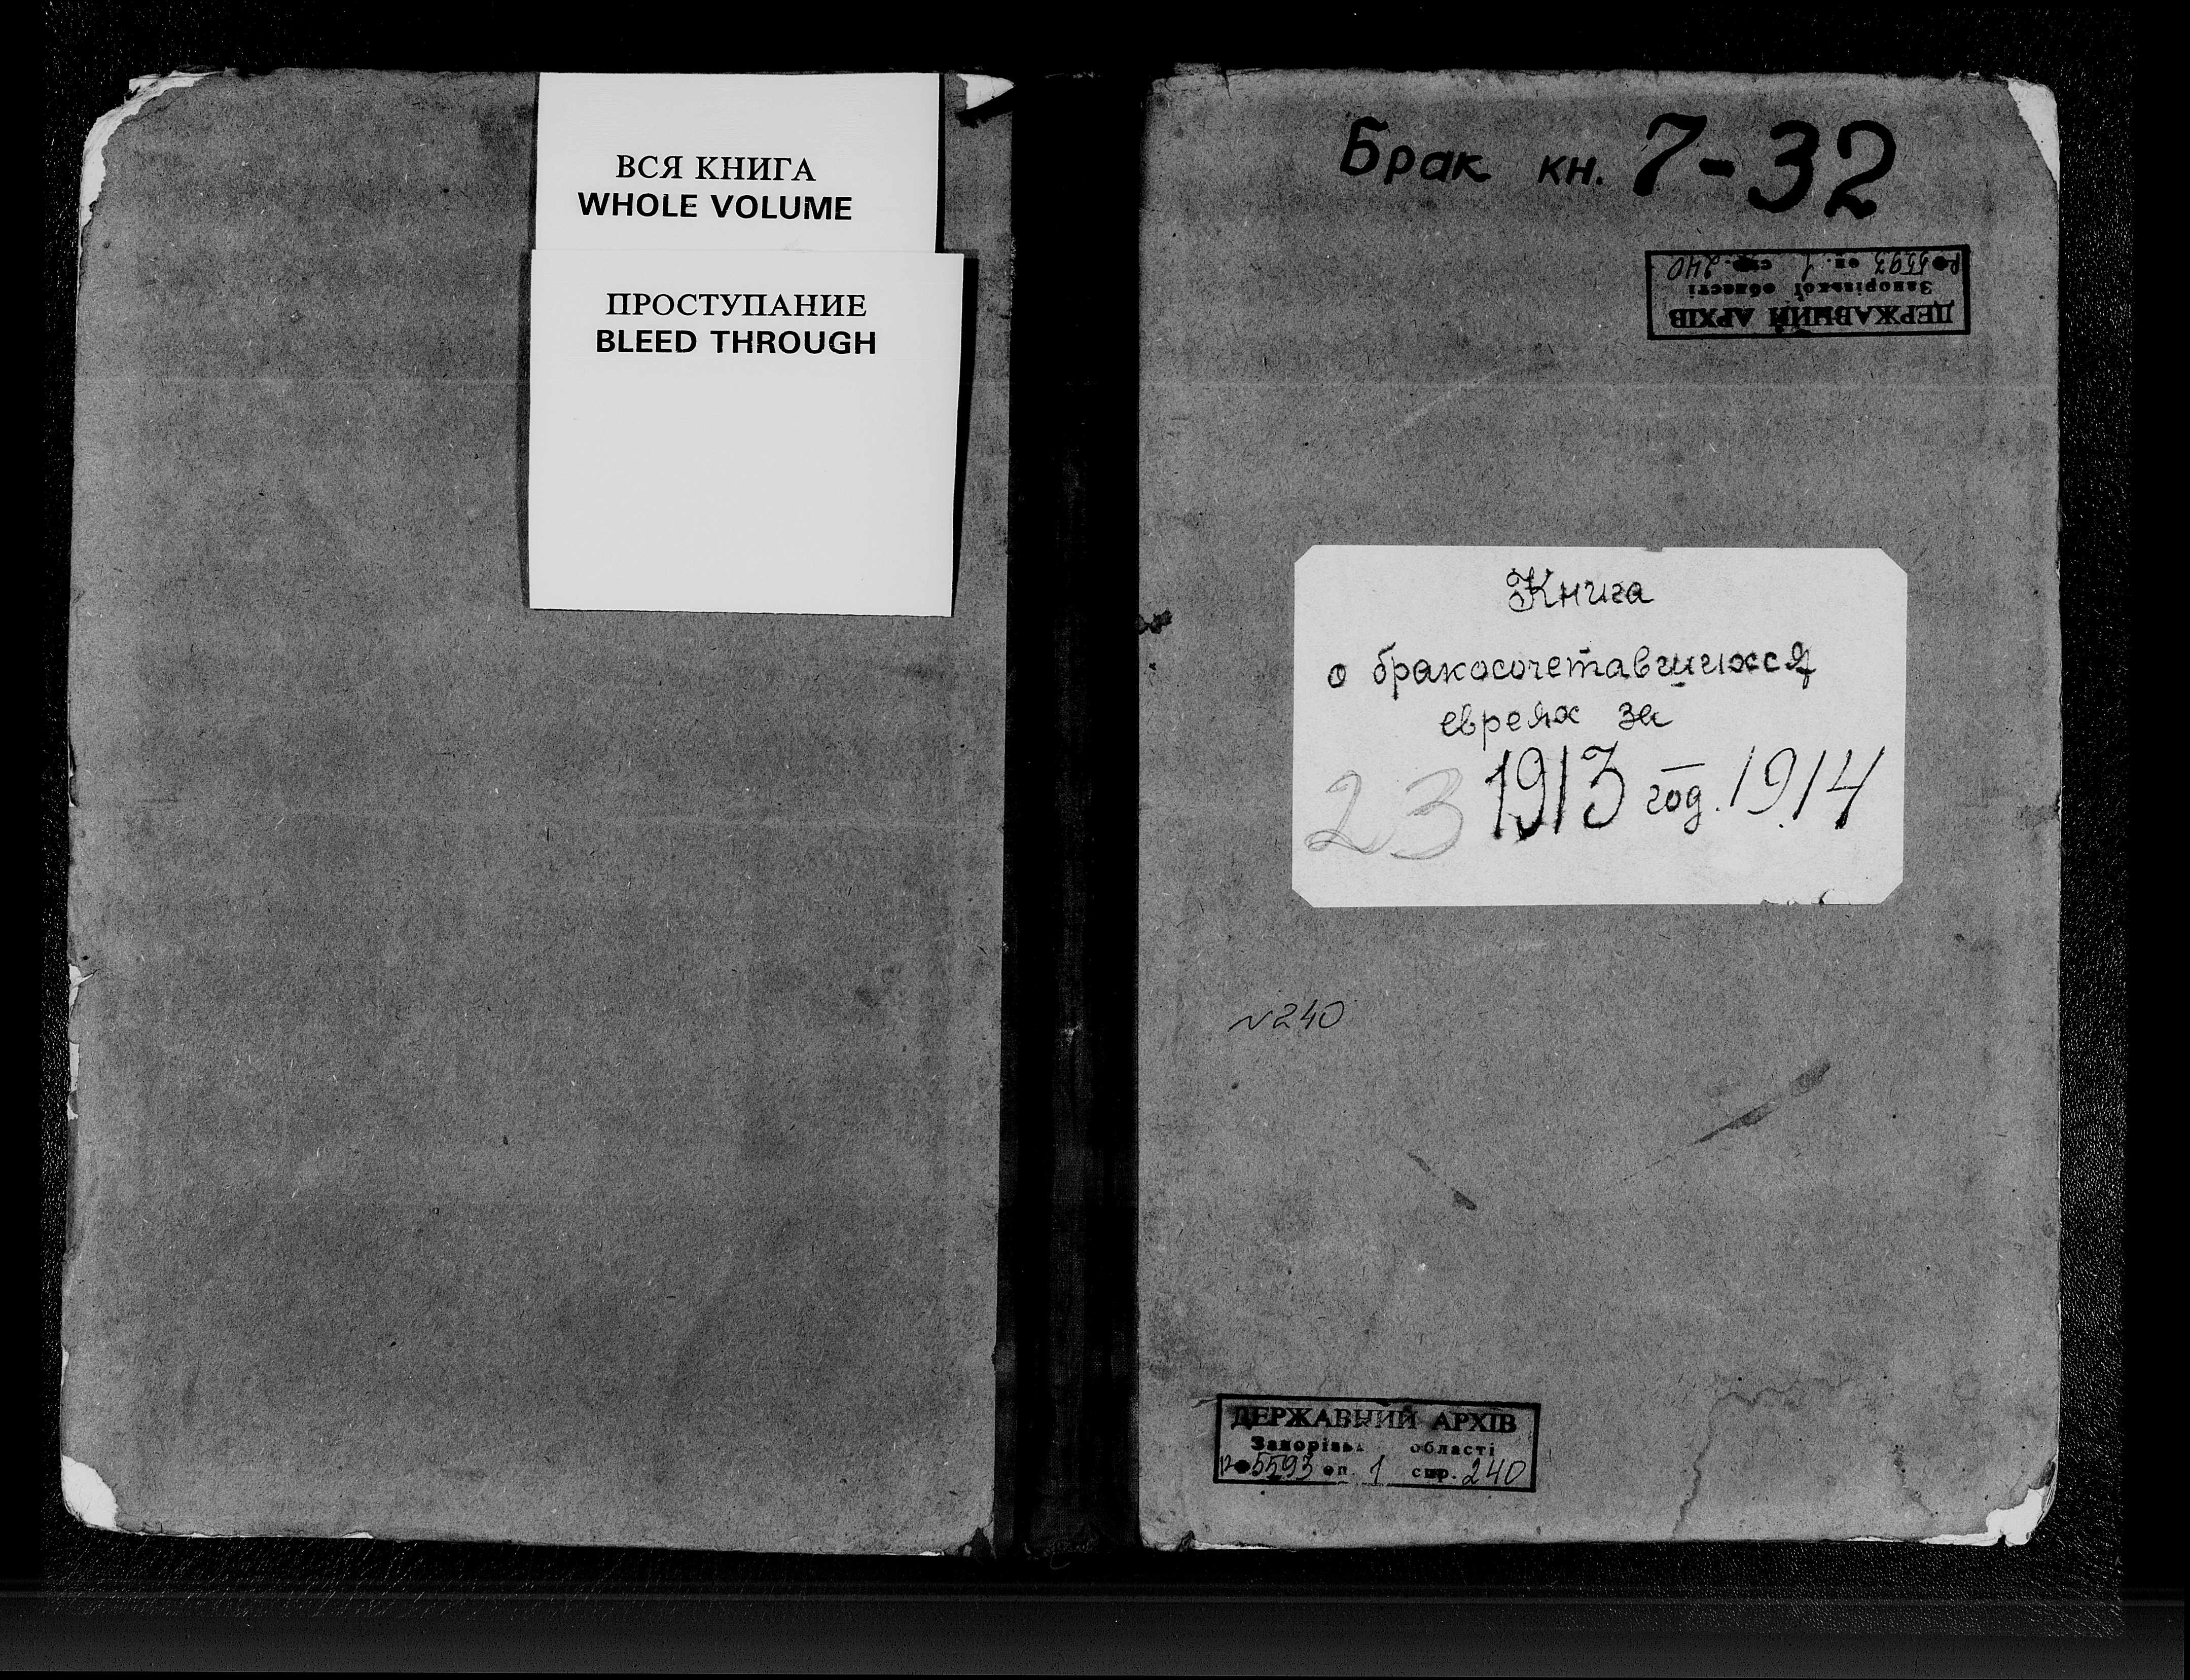 ВСЯ КНИГА
WHOLE VOLUME
ПРОСТУПАНИЕ
BLEED THROUGH
Брак кн. 7-32
ДЕРЖАВНИЙ АРХІВ
Запорізької області
Р 5593 оп. 1 спр. 240
Книга
о бракосочетавшихся
евреях за
23 1913 год. 1914
№240
ДЕРЖАВНИЙ АРХІВ
області
Р 5593 оп. 1 спр. 240